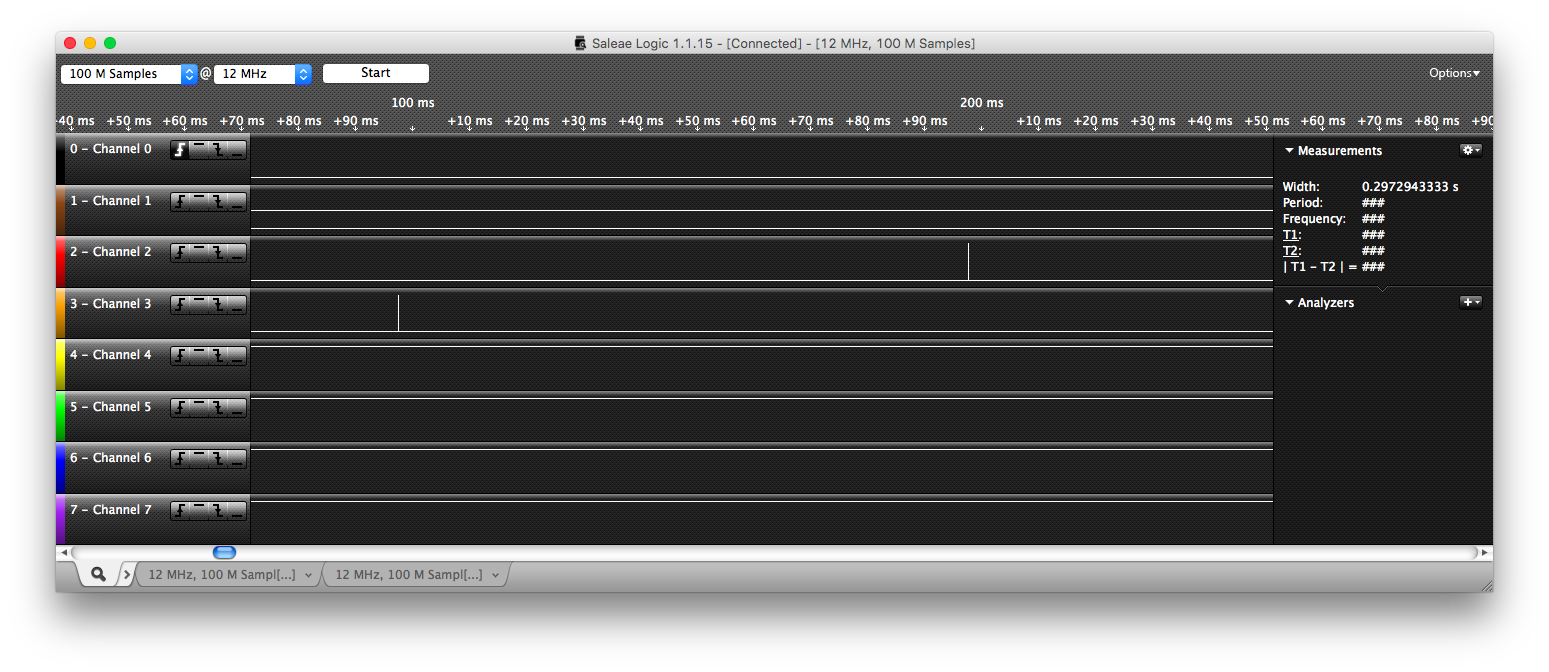 Saleae Logic 1.1.15 - [Connected] - [12 MHz, 100 M Samples]
100 M Samples @ 12 MHz Start Options▾
100 ms 200 ms
+40 ms +50 ms +60 ms +70 ms +80 ms +90 ms +10 ms +20 ms +30 ms +40 ms +50 ms +60 ms +70 ms +80 ms +90 ms +10 ms +20 ms +30 ms +40 ms +50 ms +60 ms +70 ms +80 ms +90
0 - Channel 0
1 - Channel 1
2 - Channel 2
3 - Channel 3
4 - Channel 4
5 - Channel 5
6 - Channel 6
7 - Channel 7
Measurements
Width: 0.2972943333 s
Period: ###
Frequency: ###
T1: ###
T2: ###
| T1 - T2 | = ###
Analyzers
12 MHz, 100 M Sampl[...] 12 MHz, 100 M Sampl[...]